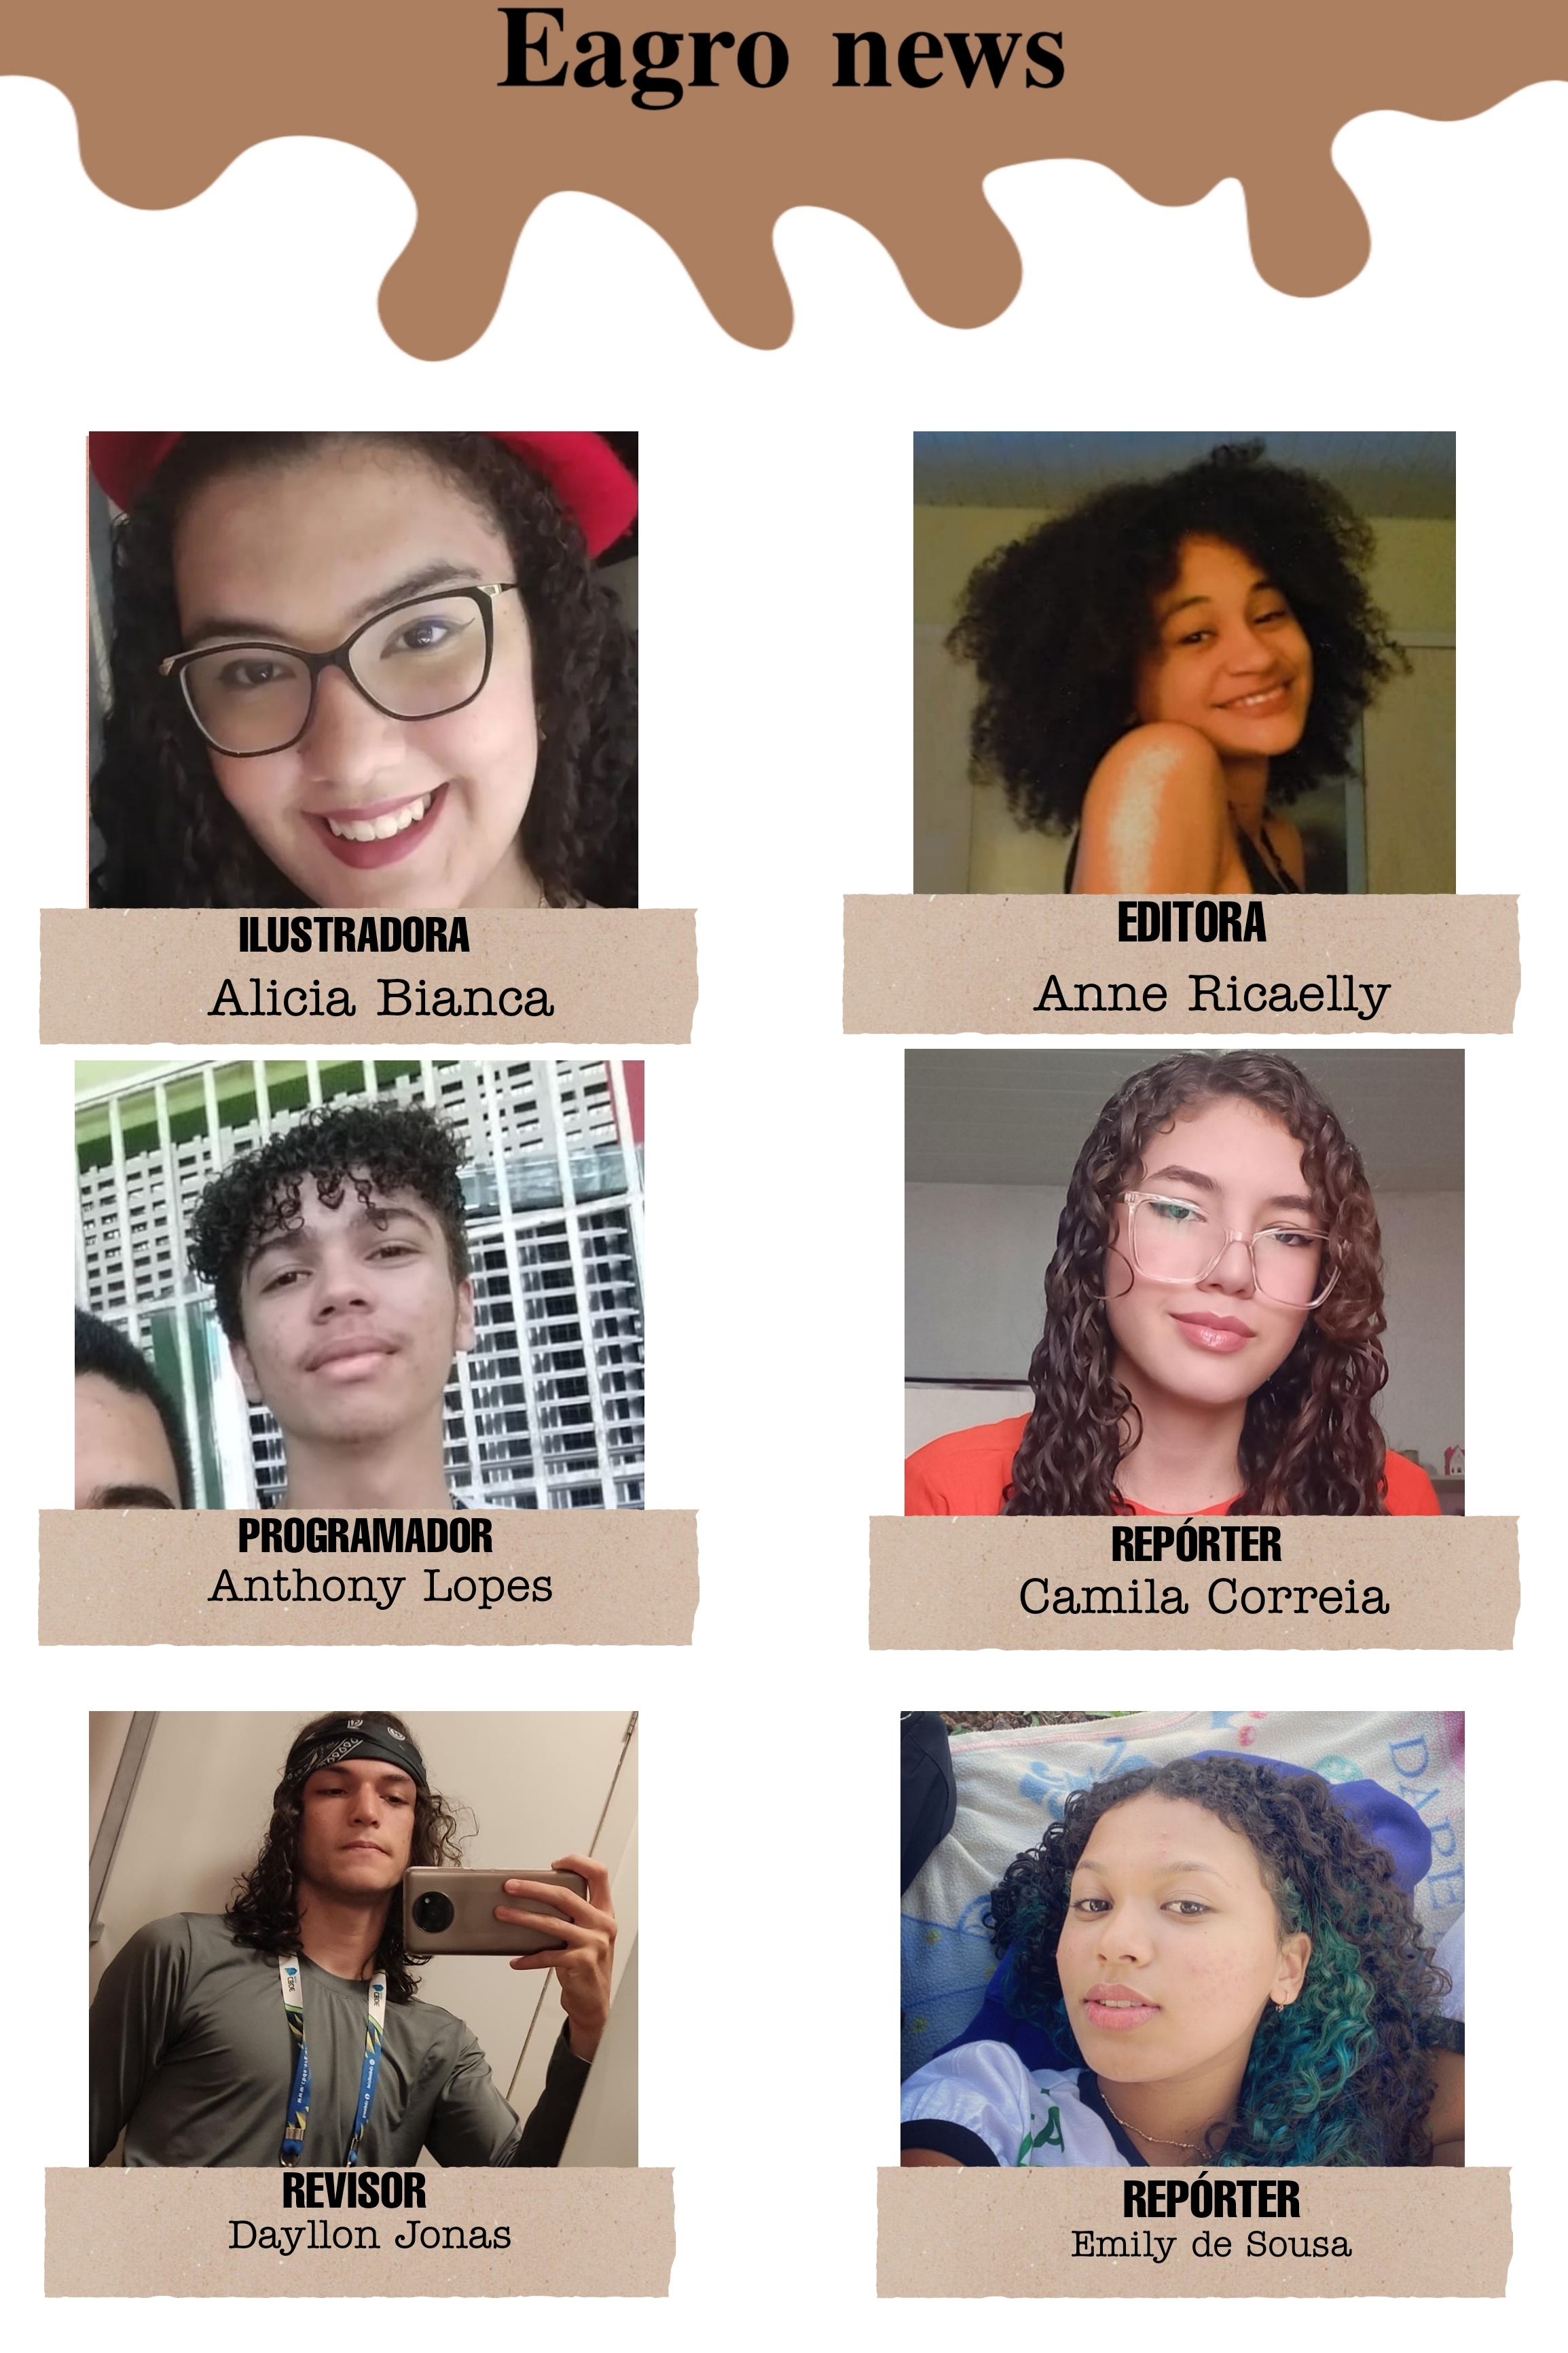 Eagro news
ILUSTRADORA
Alicia Bianca
EDITORA
Anne Ricaelly
PROGRAMADOR
Anthony Lopes
REPÓRTER
Camila Correia
REVISOR
Dayllon Jonas
DAPE
REPÓRTER
Emily de Sousa